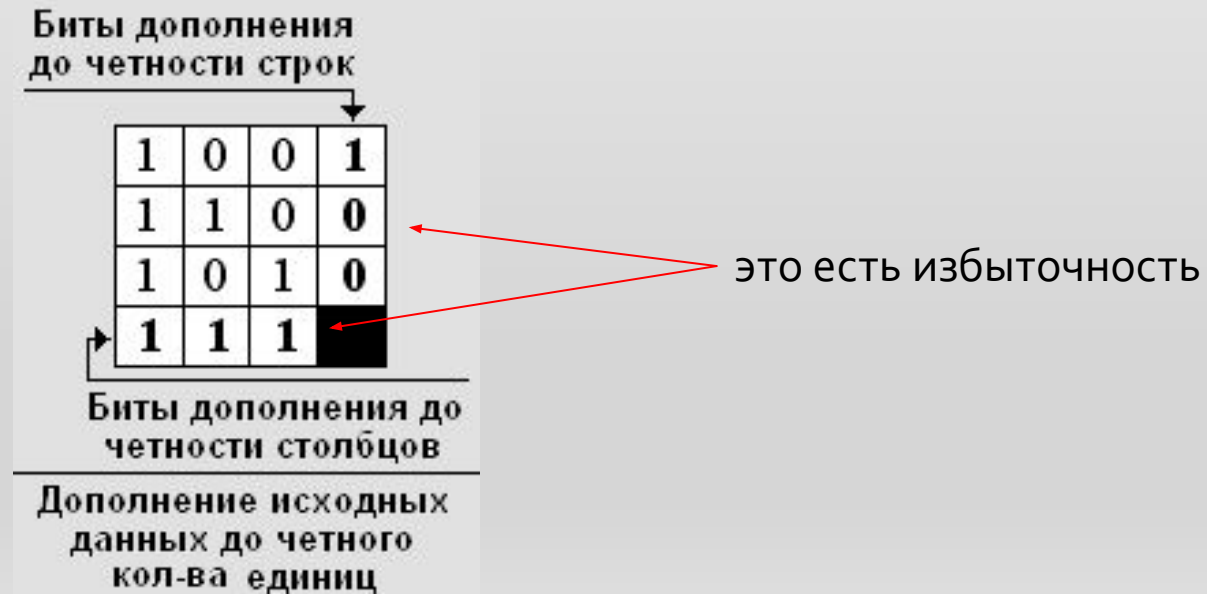 Биты дополнения
до четности строк
1 0 0 1
1 1 0 0
1 0 1 0
1 1 1
это есть избыточность
Биты дополнения до
четности столбцов
Дополнение исходных
данных до четного
кол-ва единиц